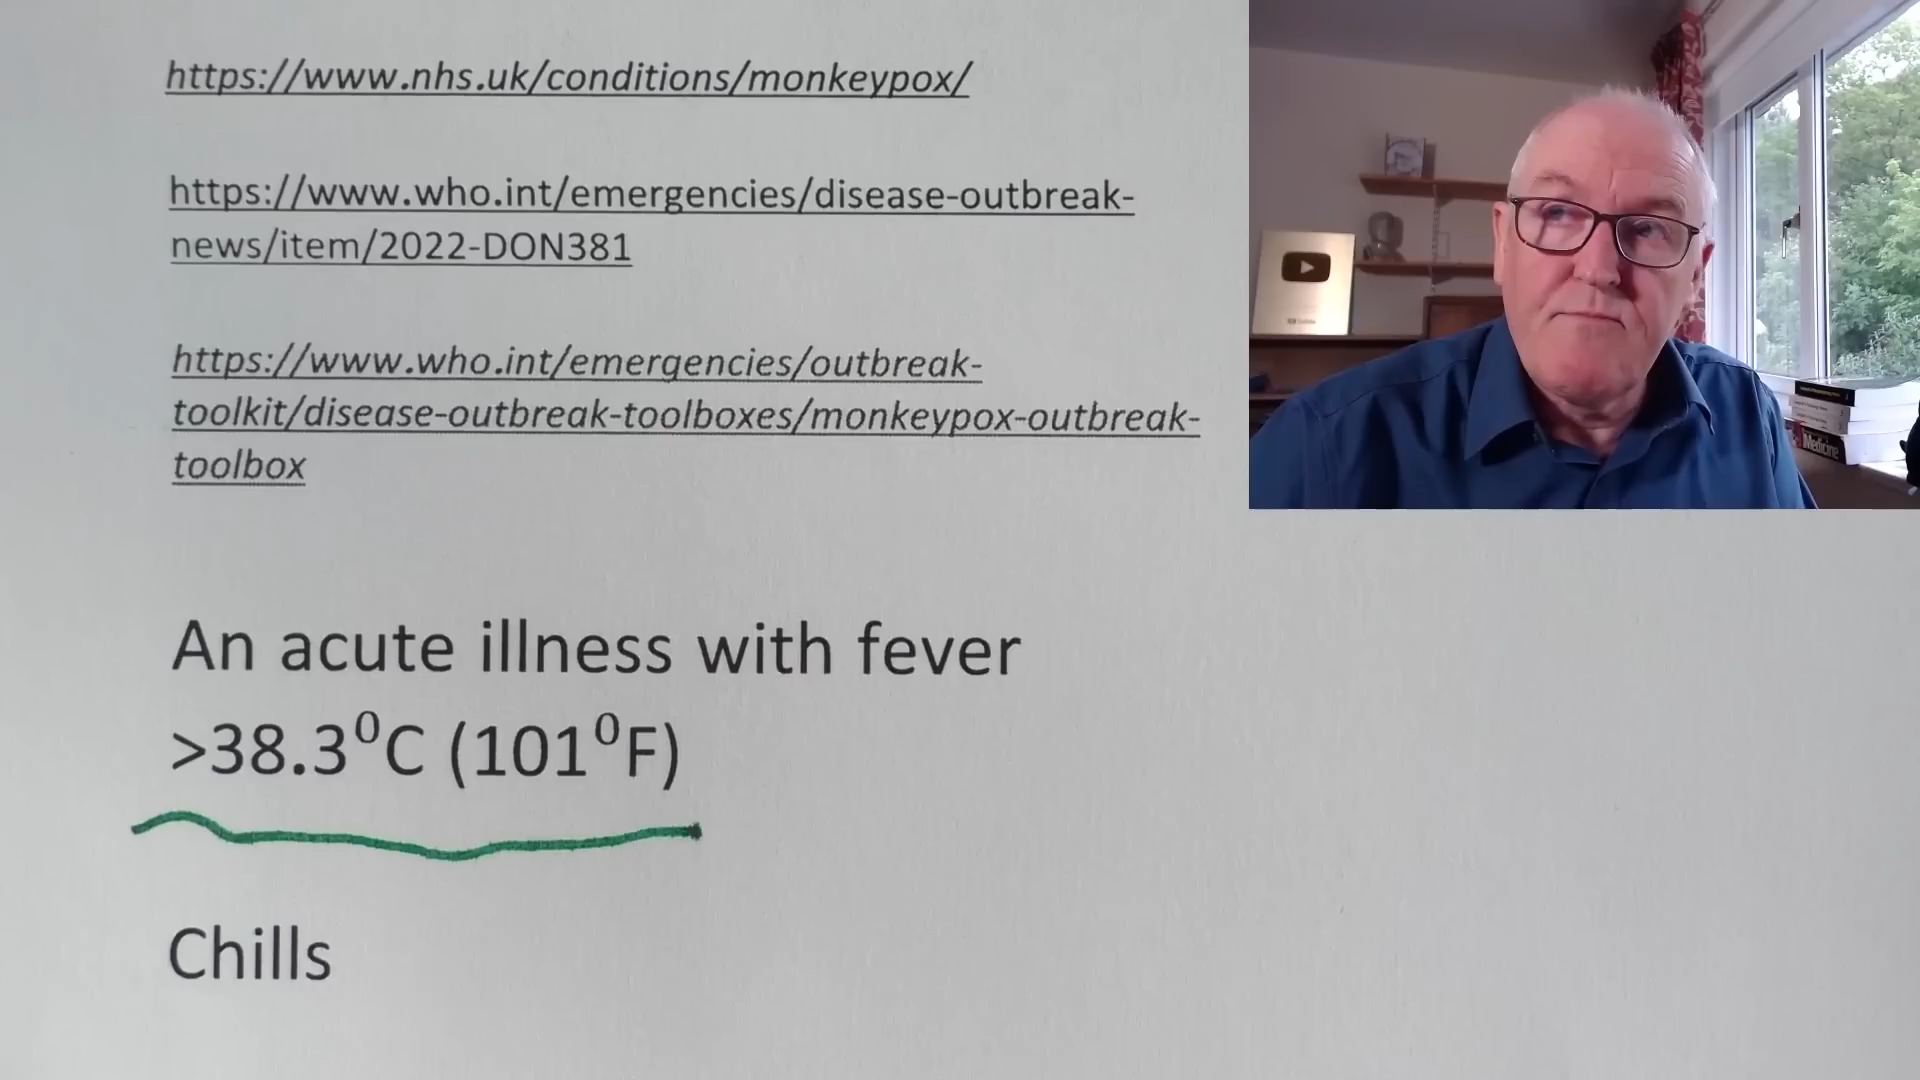 https://www.nhs.uk/conditions/monkeypox/
https://www.who.int/emergencies/disease-outbreak-
news/item/2022-DON381
https://www.who.int/emergencies/outbreak-
toolkit/disease-outbreak-toolboxes/monkeypox-outbreak-
toolbox
An acute illness with fever
>38.3⁰C (101⁰F)
Chills
Medicine